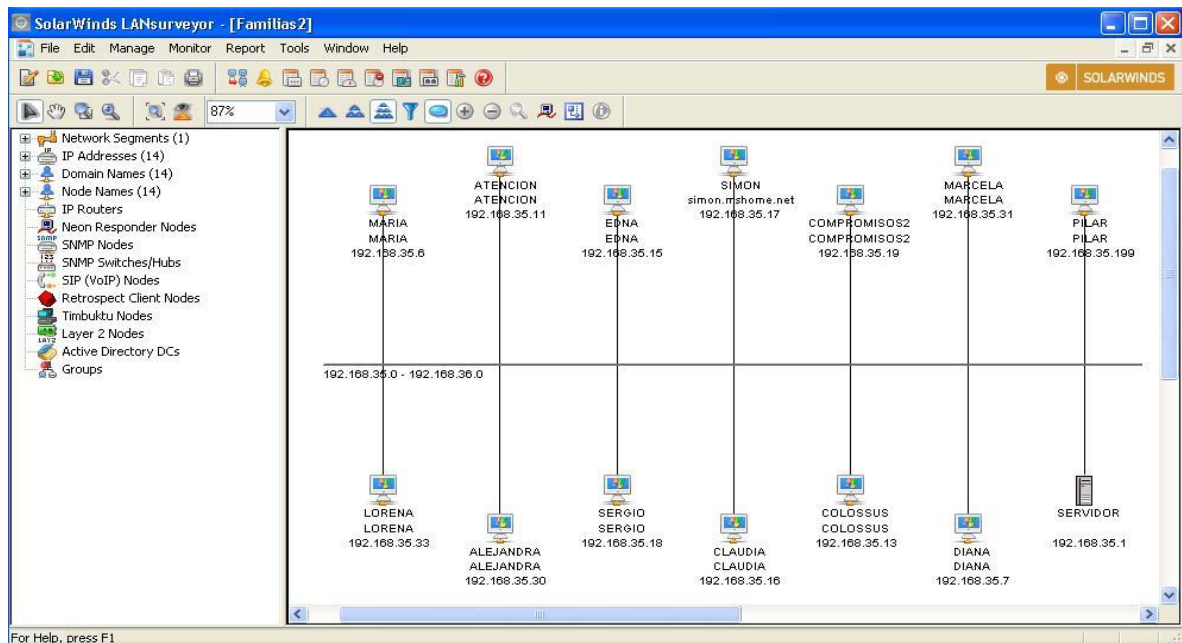 SolarWinds LANsurveyor - [Familias2]
File Edit Manage Monitor Report Tools Window Help
SOLARWINDS
87%
Network Segments (1)
IP Addresses (14)
Domain Names (14)
Node Names (14)
IP Routers
Neon Responder Nodes
SNMP Nodes
SNMP Switches/Hubs
SIP (VoIP) Nodes
Retrospect Client Nodes
Timbuktu Nodes
Layer 2 Nodes
Active Directory DCs
Groups
MARIA
MARIA
192.168.35.6
ATENCION
ATENCION
192.168.35.11
EDNA
EDNA
192.168.35.15
SIMON
simon.mshome.net
192.168.35.17
COMPROMISOS2
COMPROMISOS2
192.168.35.19
MARCELA
MARCELA
192.168.35.31
PILAR
PILAR
192.168.35.199
192.168.35.0 - 192.168.36.0
LORENA
LORENA
192.168.35.33
ALEJANDRA
ALEJANDRA
192.168.35.30
SERGIO
SERGIO
192.168.35.18
CLAUDIA
CLAUDIA
192.168.35.16
COLOSSUS
COLOSSUS
192.168.35.13
DIANA
DIANA
192.168.35.7
SERVIDOR
192.168.35.1
For Help, press F1